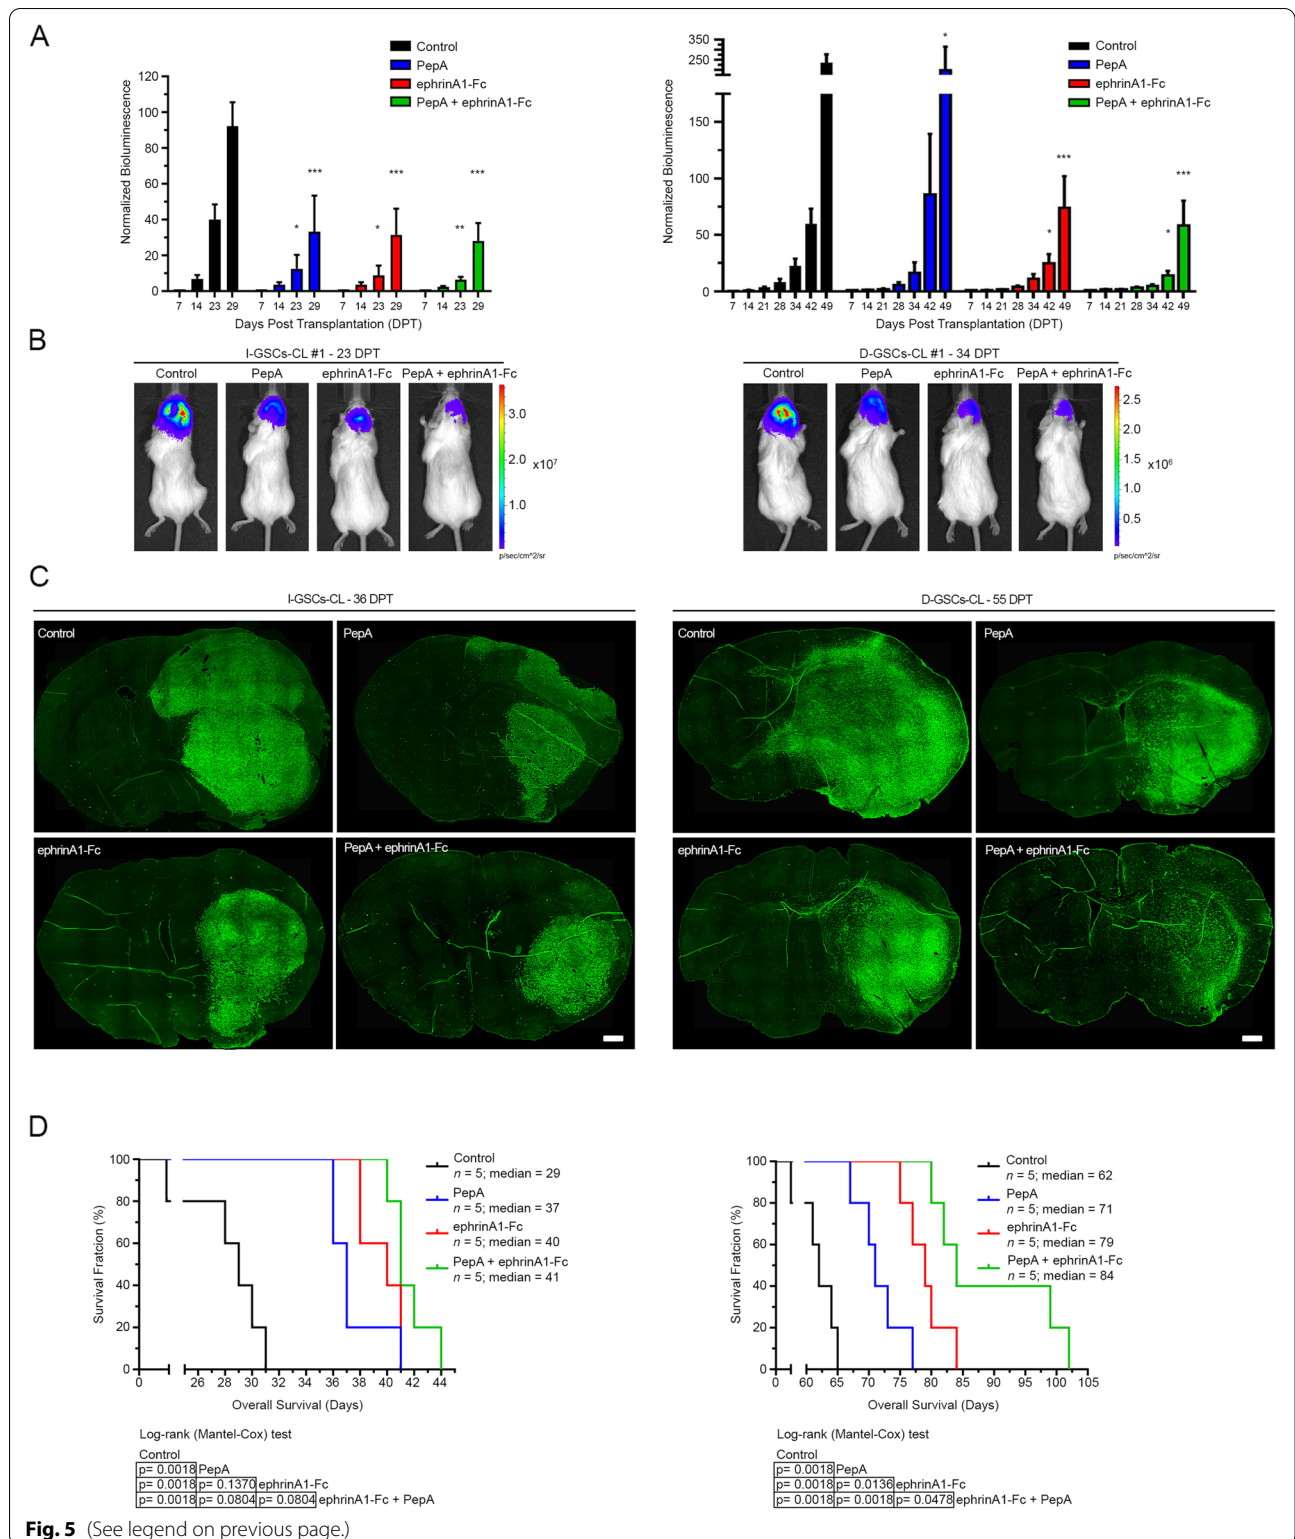 A
Control
PepA
ephrinA1-Fc
PepA + ephrinA1-Fc
Normalized Bioluminescence
120
100
80
60
40
20
0
* *** * *** ** ***
7 14 23 29 7 14 23 29 7 14 23 29 7 14 23 29
Days Post Transplantation (DPT)
Control
PepA
ephrinA1-Fc
PepA + ephrinA1-Fc
Normalized Bioluminescence
350
250
150
100
50
0
* * *** * ***
7 14 21 28 34 42 49 7 14 21 28 34 42 49 7 14 21 28 34 42 49 7 14 21 28 34 42 49
Days Post Transplantation (DPT)
B
I-GSCs-CL #1 - 23 DPT
Control PepA ephrinA1-Fc PepA + ephrinA1-Fc
3.0
2.0
1.0
x10⁷
p/sec/cm^2/sr
D-GSCs-CL #1 - 34 DPT
Control PepA ephrinA1-Fc PepA + ephrinA1-Fc
2.5
2.0
1.5
1.0
0.5
x10⁶
p/sec/cm^2/sr
C
I-GSCs-CL - 36 DPT
Control
PepA
ephrinA1-Fc
PepA + ephrinA1-Fc
D-GSCs-CL - 55 DPT
Control
PepA
ephrinA1-Fc
PepA + ephrinA1-Fc
D
Survival Fratcion (%)
100
80
60
40
20
0
0 26 28 30 32 34 36 38 40 42 44
Overall Survival (Days)
Control
n = 5; median = 29
PepA
n = 5; median = 37
ephrinA1-Fc
n = 5; median = 40
PepA + ephrinA1-Fc
n = 5; median = 41
Log-rank (Mantel-Cox) test
Control
p= 0.0018 PepA
p= 0.0018 p= 0.1370 ephrinA1-Fc
p= 0.0018 p= 0.0804 p= 0.0804 ephrinA1-Fc + PepA
Survival Fratcion (%)
100
80
60
40
20
0
0 60 65 70 75 80 85 90 95 100 105
Overall Survival (Days)
Control
n = 5; median = 62
PepA
n = 5; median = 71
ephrinA1-Fc
n = 5; median = 79
PepA + ephrinA1-Fc
n = 5; median = 84
Log-rank (Mantel-Cox) test
Control
p= 0.0018 PepA
p= 0.0018 p= 0.0136 ephrinA1-Fc
p= 0.0018 p= 0.0018 p= 0.0478 ephrinA1-Fc + PepA
Fig. 5 (See legend on previous page.)